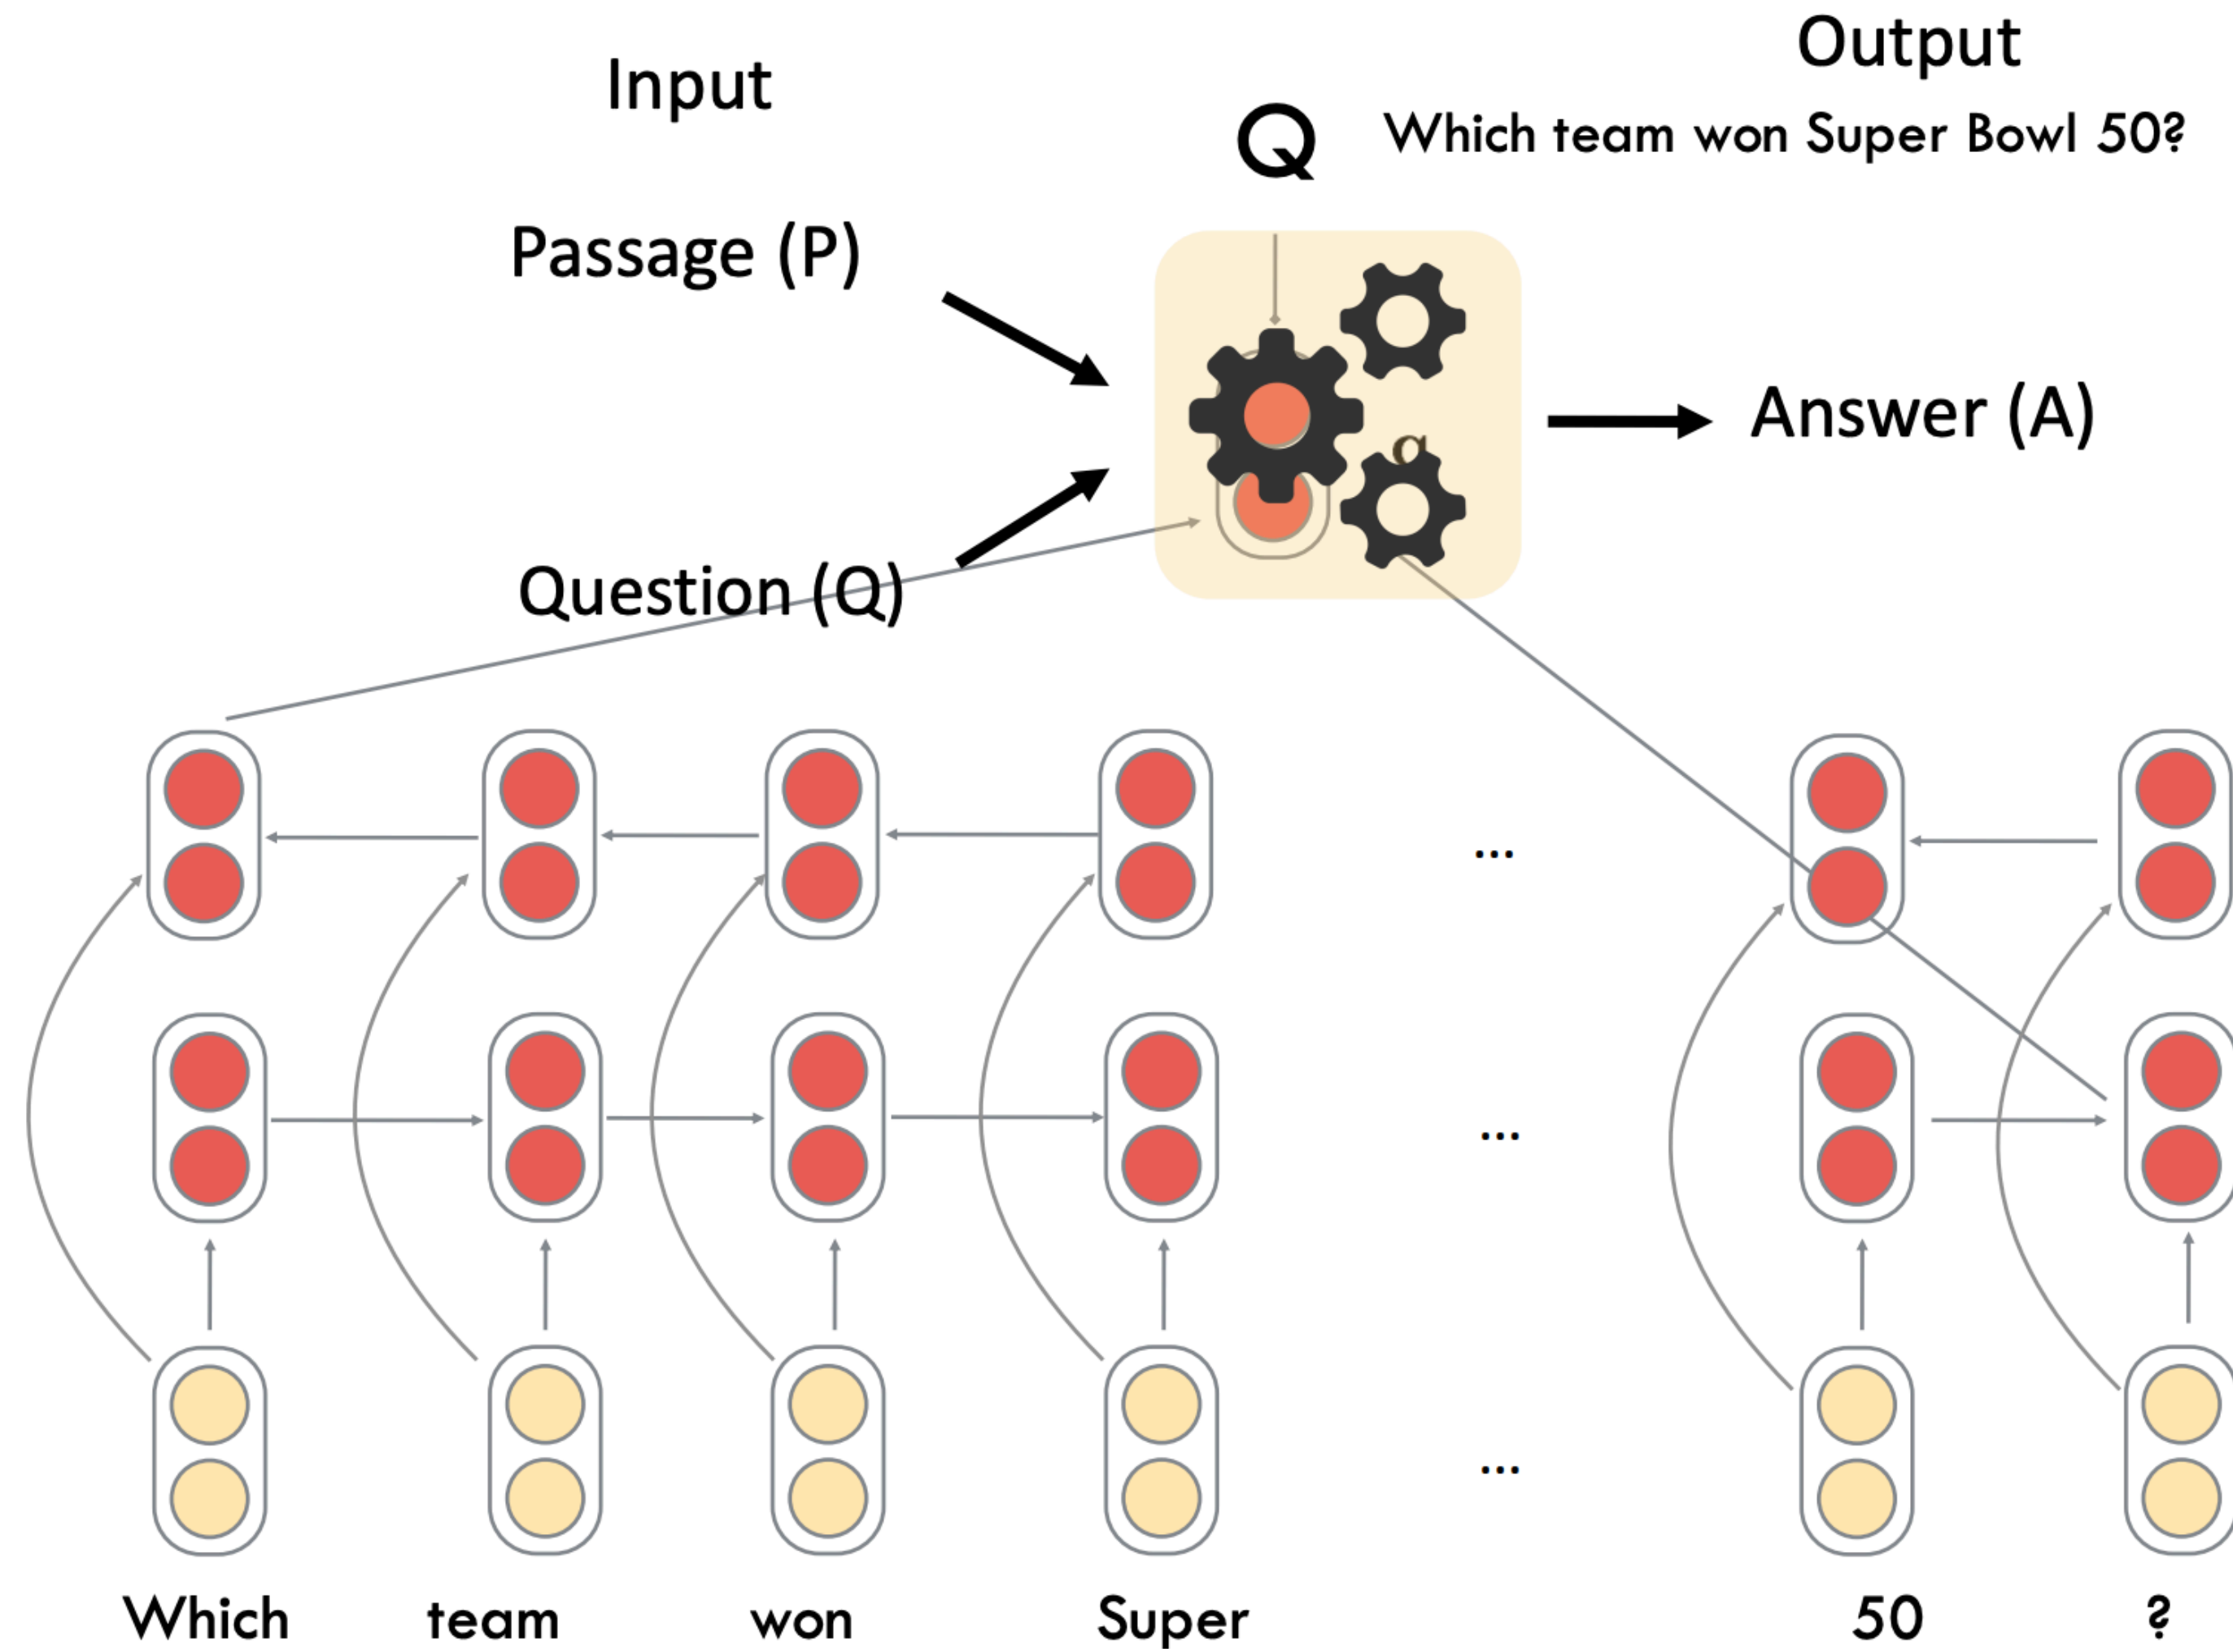 Input
Output
Q Which team won Super Bowl 50?
Passage (P)
Answer (A)
Question (Q)
...
...
...
Which team won Super 50 ?